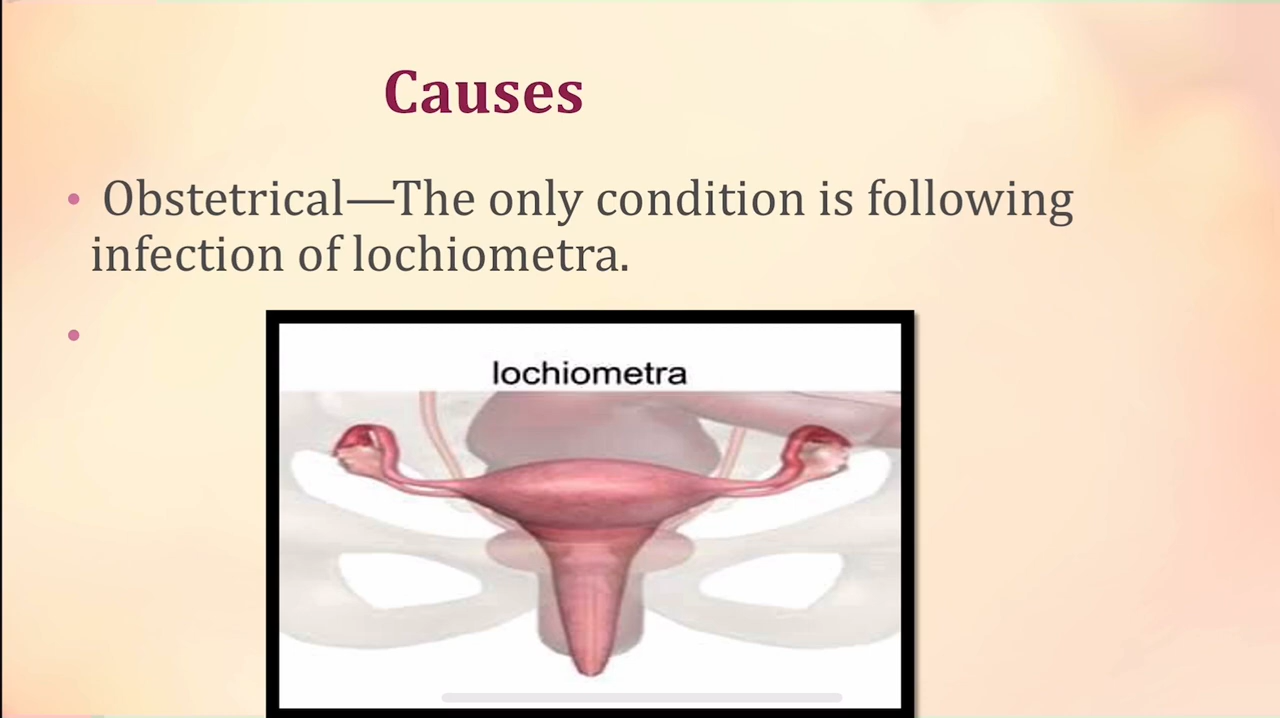 Causes
• Obstetrical—The only condition is following
infection of lochiometra.
•
lochiometra